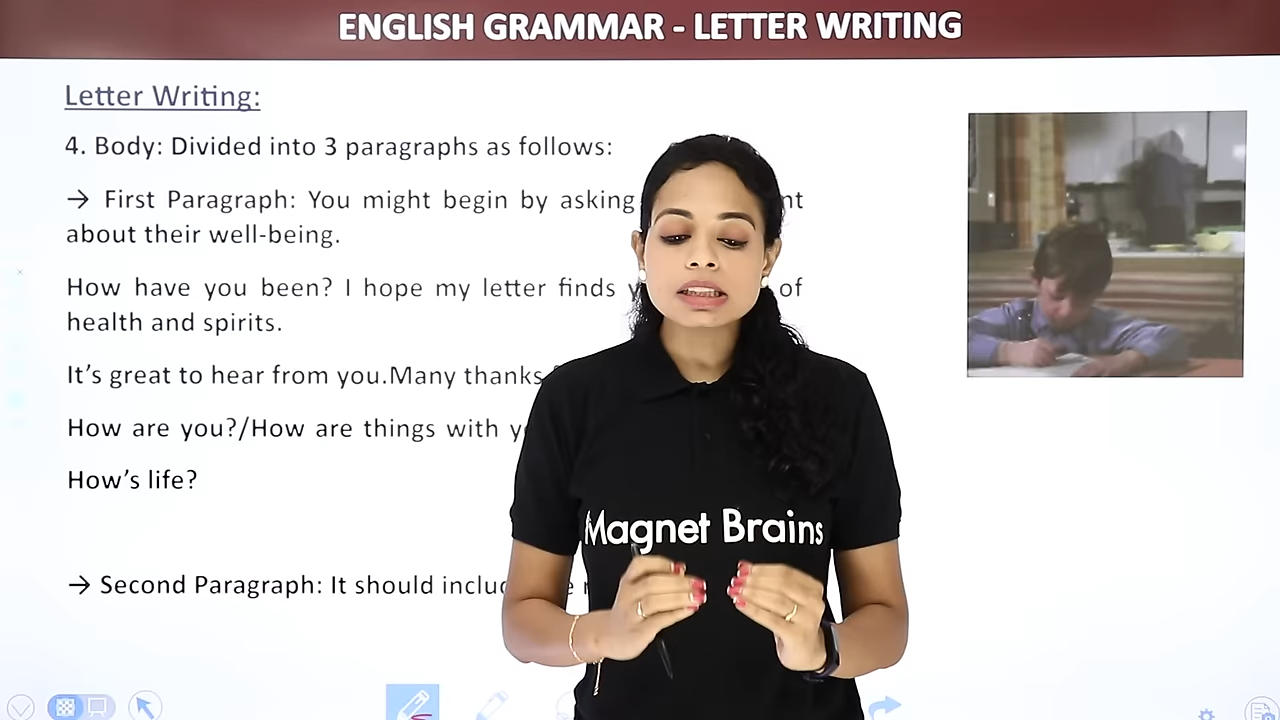 ENGLISH GRAMMAR - LETTER WRITING
Letter Writing:
4. Body: Divided into 3 paragraphs as follows:
→ First Paragraph: You might begin by asking
about their well-being.
How have you been? I hope my letter finds of
health and spirits.
It's great to hear from you.Many thanks
How are you?/How are things with
How's life?
→ Second Paragraph: It should
Magnet Brains